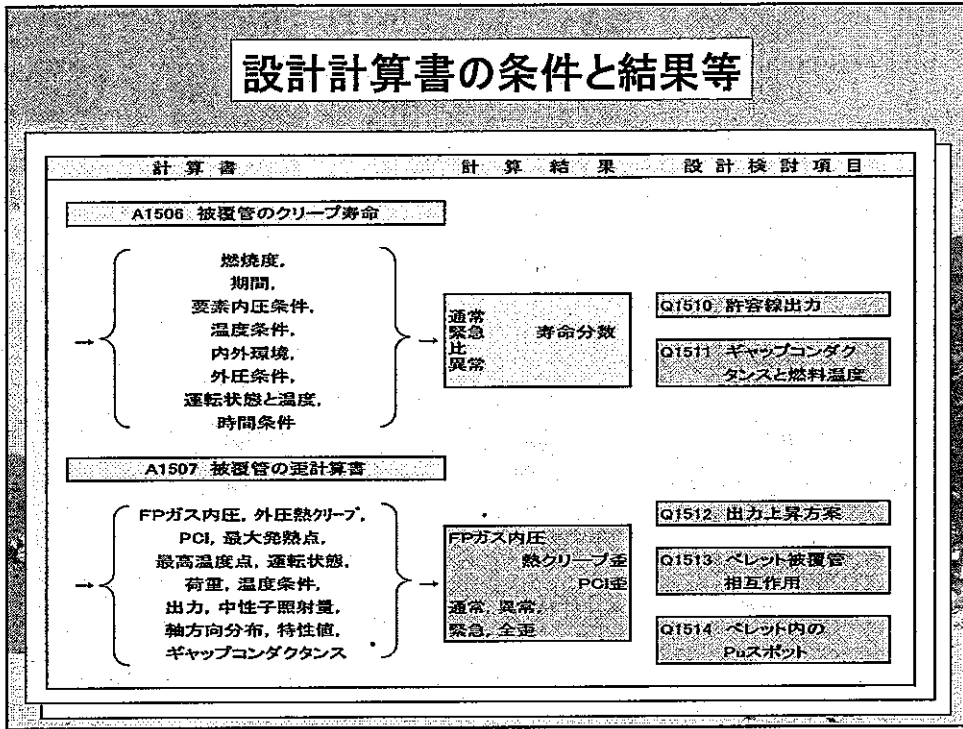 設計計算書の条件と結果等
計算書 計算結果 設計検討項目
A1506 被覆管のクリープ寿命
燃焼度,
期間,
要素内圧条件,
温度条件,
内外環境,
外圧条件,
運転状態と温度,
時間条件
→
→
通常
緊急 寿命分数
比
異常
Q1510 許容線出力
Q1511 ギャップコンダク
タンスと燃料温度
A1507 被覆管の歪計算書
FPガス内圧, 外圧熱クリープ,
PCI, 最大発熱点,
最高温度点, 運転状態,
荷重, 温度条件,
出力, 中性子照射量,
軸方向分布, 特性値,
ギャップコンダクタンス
→
→
FPガス内圧
熱クリープ歪
PCI歪
通常, 異常,
緊急, 全歪
Q1512 出力上昇方案
Q1513 ペレット被覆管
相互作用
Q1514 ペレット内の
Puスポット